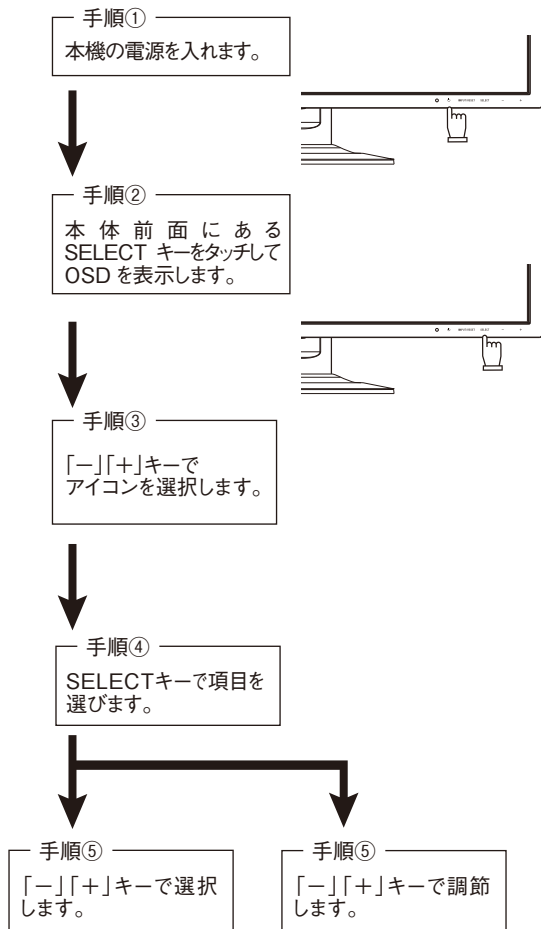 手順①
本機の電源を入れます。
手順②
本体前面にある
SELECT キーをタッチして
OSD を表示します。
手順③
「－」「＋」キーで
アイコンを選択します。
手順④
SELECTキーで項目を
選びます。
手順⑤
「－」「＋」キーで選択
します。
手順⑤
「－」「＋」キーで調節
します。